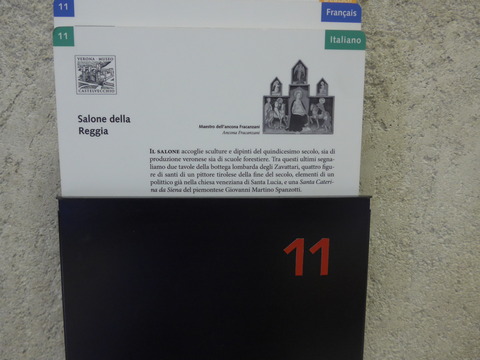 11
Français
11
Italiano
VERONA · MUSEO
CASTELVECCHIO
Salone della
Reggia
Maestro dell'ancona Fracanzani
Ancona Fracanzani
IL SALONE accoglie sculture e dipinti del quindicesimo secolo, sia di
produzione veronese sia di scuole forestiere. Tra questi ultimi segna-
liamo due tavole della bottega lombarda degli Zavattari, quattro figu-
re di santi di un pittore tirolese della fine del secolo, elementi di un
polittico già nella chiesa veneziana di Santa Lucia, e una Santa Cateri-
na da Siena del piemontese Giovanni Martino Spanzotti.
11